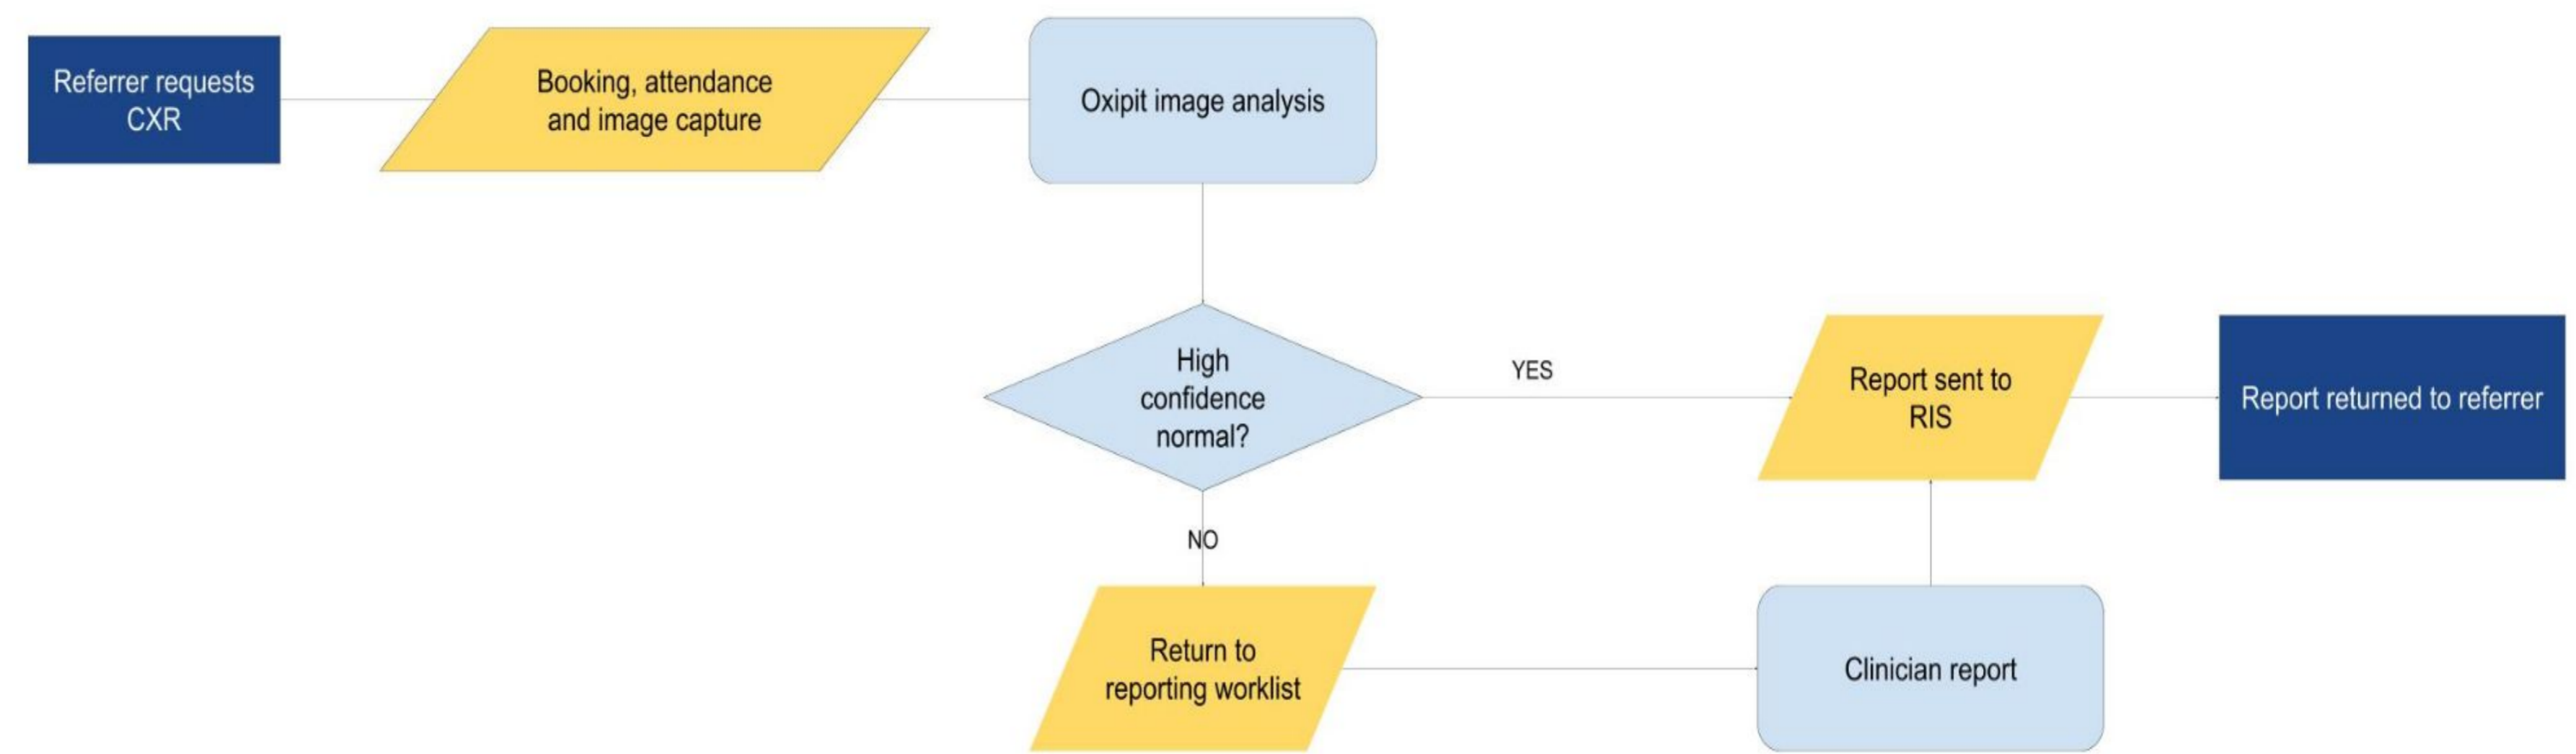 Referrer requests
CXR
Booking, attendance
and image capture
Oxipit image analysis
High
confidence
normal?
YES
Report sent to
RIS
Report returned to referrer
NO
Return to
reporting worklist
Clinician report